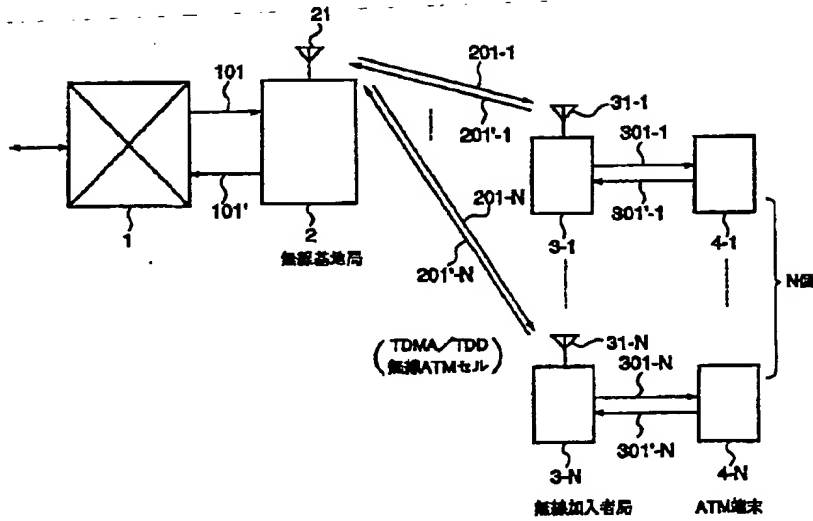 21
101
201-1
201'-1
31-1
301-1
301'-1
101'
1
2
無線基地局
201-N
201'-N
3-1
4-1
N個
(TDMA/TDD
無線ATMセル)
31-N
301-N
301'-N
3-N
4-N
無線加入者局
ATM端末